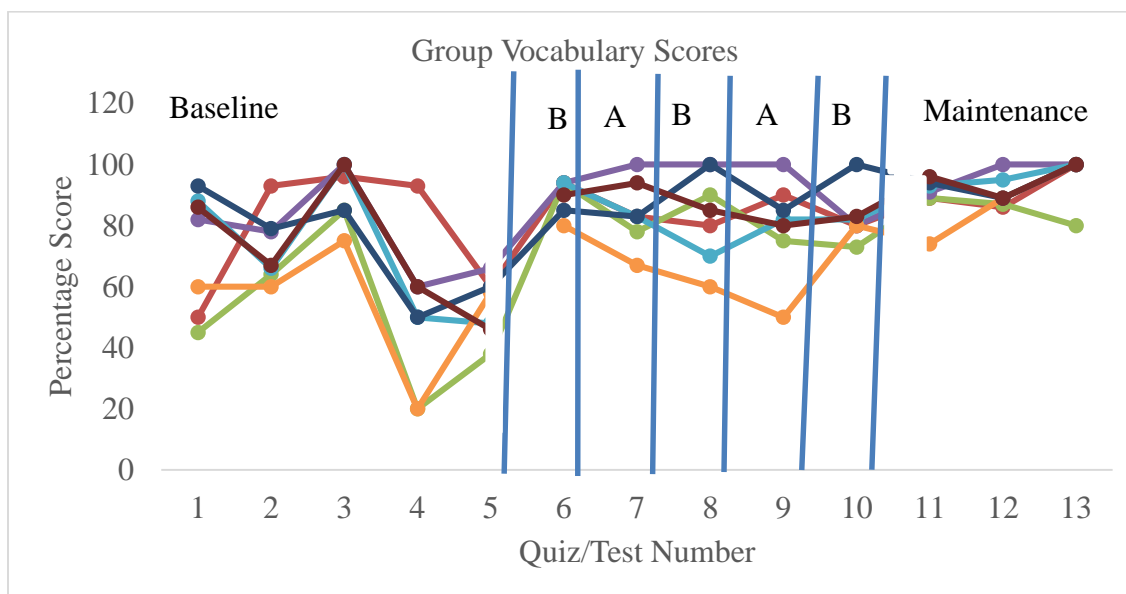 Group Vocabulary Scores
Baseline B A B A B Maintenance
120
100
80
60
40
20
0
Percentage Score
1 2 3 4 5 6 7 8 9 10 11 12 13
Quiz/Test Number